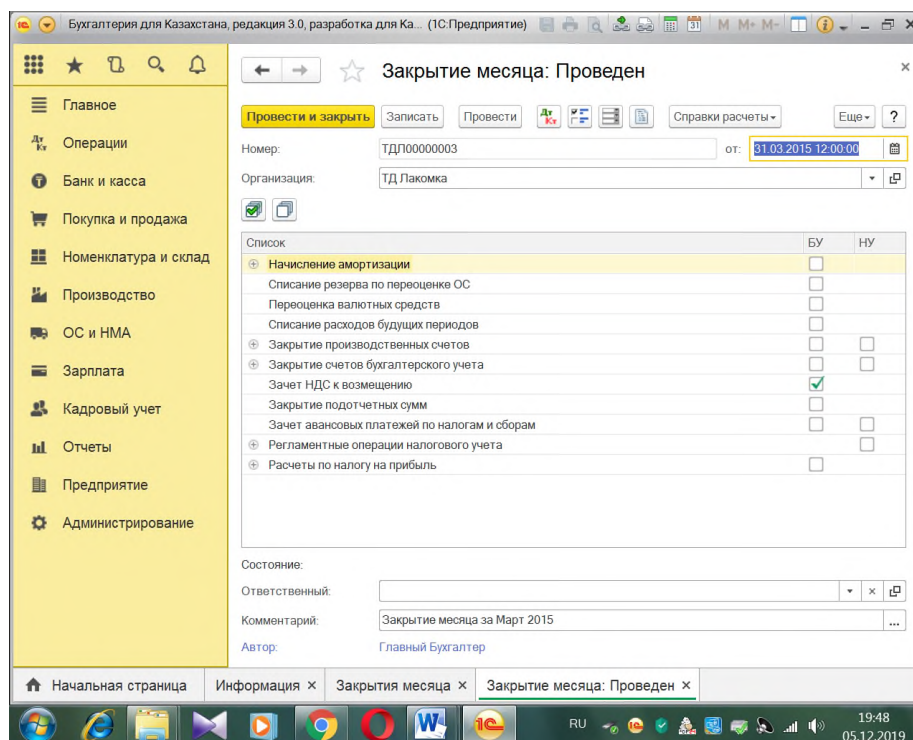 Бухгалтерия для Казахстана, редакция 3.0, разработка для Ка... (1С:Предприятие) M M+ M-
Закрытие месяца: Проведен
Главное
Операции
Банк и касса
Покупка и продажа
Номенклатура и склад
Производство
ОС и НМА
Зарплата
Кадровый учет
Отчеты
Предприятие
Администрирование
Провести и закрыть Записать Провести Дт Кт Справки расчеты Еще ?
Номер: ТДЛ00000003 от: 31.03.2015 12:00:00
Организация: ТД Лакомка
Список БУ НУ
Начисление амортизации
Списание резерва по переоценке ОС
Переоценка валютных средств
Списание расходов будущих периодов
Закрытие производственных счетов
Закрытие счетов бухгалтерского учета
Зачет НДС к возмещению
Закрытие подотчетных сумм
Зачет авансовых платежей по налогам и сборам
Регламентные операции налогового учета
Расчеты по налогу на прибыль
Состояние:
Ответственный:
Комментарий: Закрытие месяца за Март 2015 ...
Автор: Главный Бухгалтер
Начальная страница Информация × Закрытия месяца × Закрытие месяца: Проведен ×
RU 19:48
05.12.2019